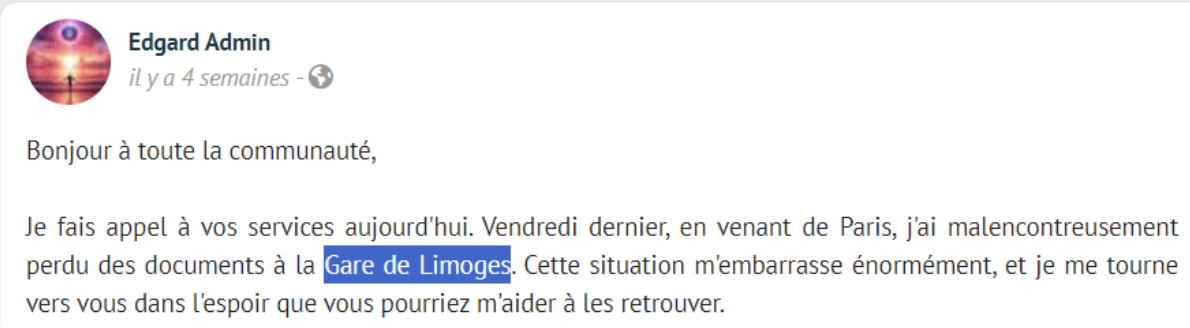 Edgard Admin
il y a 4 semaines -
Bonjour à toute la communauté,
Je fais appel à vos services aujourd'hui. Vendredi dernier, en venant de Paris, j'ai malencontreusement
perdu des documents à la Gare de Limoges. Cette situation m'embarrasse énormément, et je me tourne
vers vous dans l'espoir que vous pourriez m'aider à les retrouver.